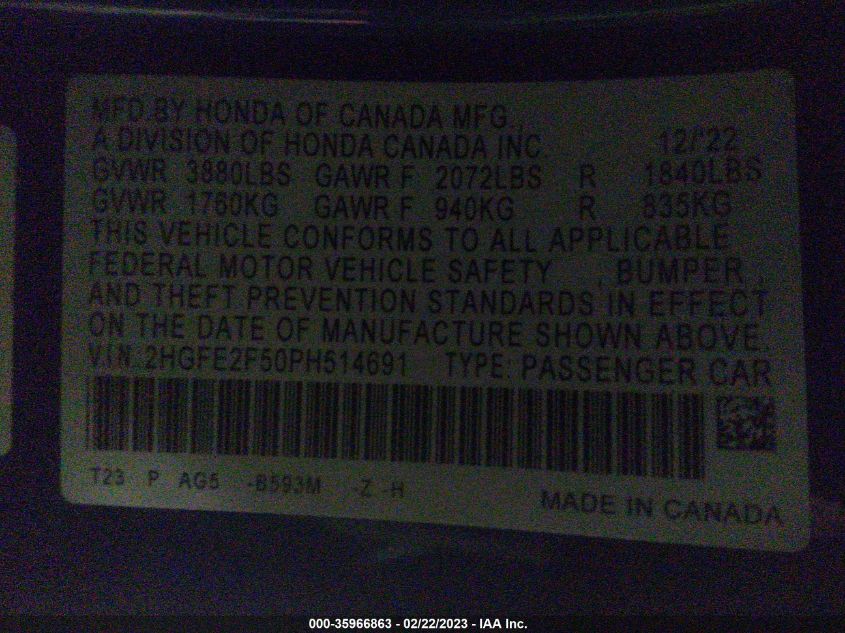 MFD.BY HONDA OF CANADA MFG.,
A DIVISION OF HONDA CANADA INC. 12/'22
GVWR 3880LBS GAWR F 2072LBS R 1840LBS
GVWR 1760KG GAWR F 940KG R 835KG
THIS VEHICLE CONFORMS TO ALL APPLICABLE
FEDERAL MOTOR VEHICLE SAFETY , BUMPER ,
AND THEFT PREVENTION STANDARDS IN EFFECT
ON THE DATE OF MANUFACTURE SHOWN ABOVE.
VIN: 2HGFE2F50PH514691 TYPE: PASSENGER CAR
T23 P AG5 -B593M -Z -H
MADE IN CANADA
000-35966863 - 02/22/2023 - IAA Inc.